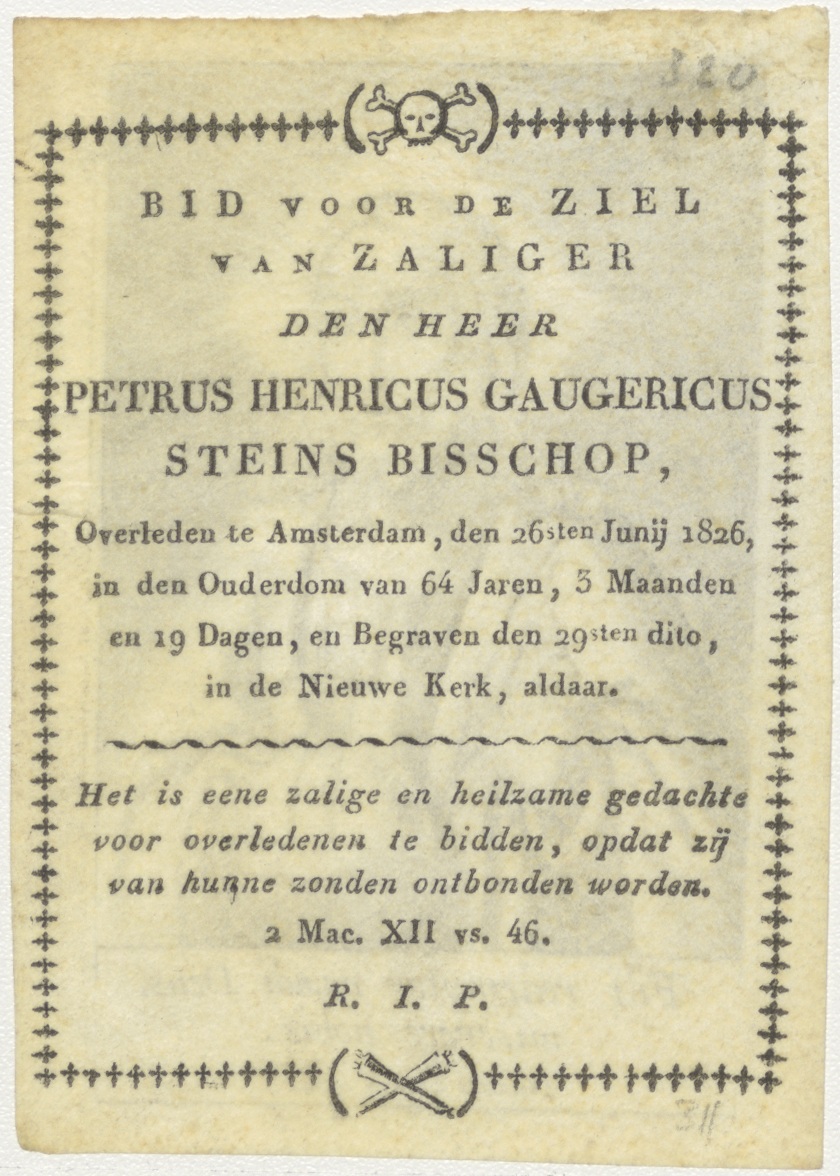 320
BID VOOR DE ZIEL
VAN ZALIGER
DEN HEER
PETRUS HENRICUS GAUGERICUS
STEINS BISSCHOP,
Overleden te Amsterdam, den 26sten Junij 1826,
in den Ouderdom van 64 Jaren, 3 Maanden
en 19 Dagen, en Begraven den 29sten dito,
in de Nieuwe Kerk, aldaar.
Het is eene zalige en heilzame gedachte
voor overledenen te bidden, opdat zij
van hunne zonden ontbonden worden.
2 Mac. XII vs. 46.
R. I. P.